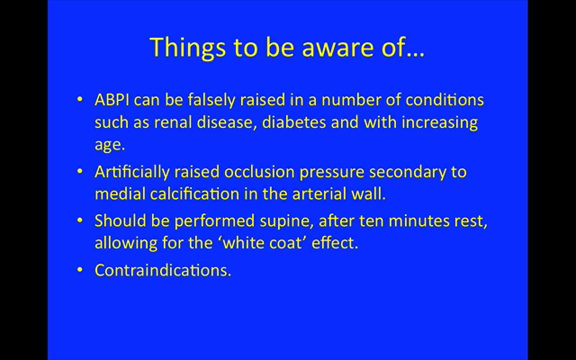 Things to be aware of…
• ABPI can be falsely raised in a number of conditions
such as renal disease, diabetes and with increasing
age.
• Artificially raised occlusion pressure secondary to
medial calcification in the arterial wall.
• Should be performed supine, after ten minutes rest,
allowing for the ‘white coat’ effect.
• Contraindications.